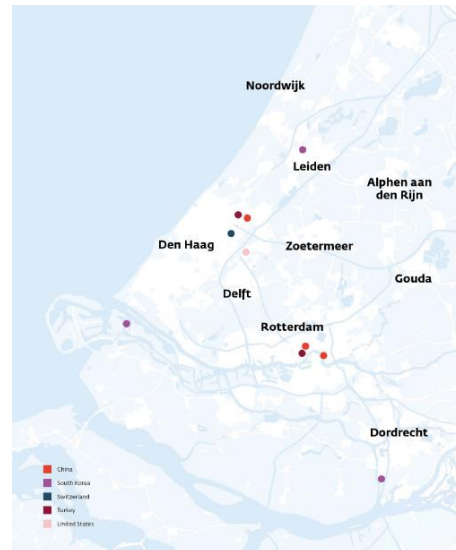 Noordwijk
Leiden
Alphen aan
den Rijn
Den Haag
Zoetermeer
Gouda
Delft
Rotterdam
Dordrecht
China
South Korea
Switzerland
Turkey
United States